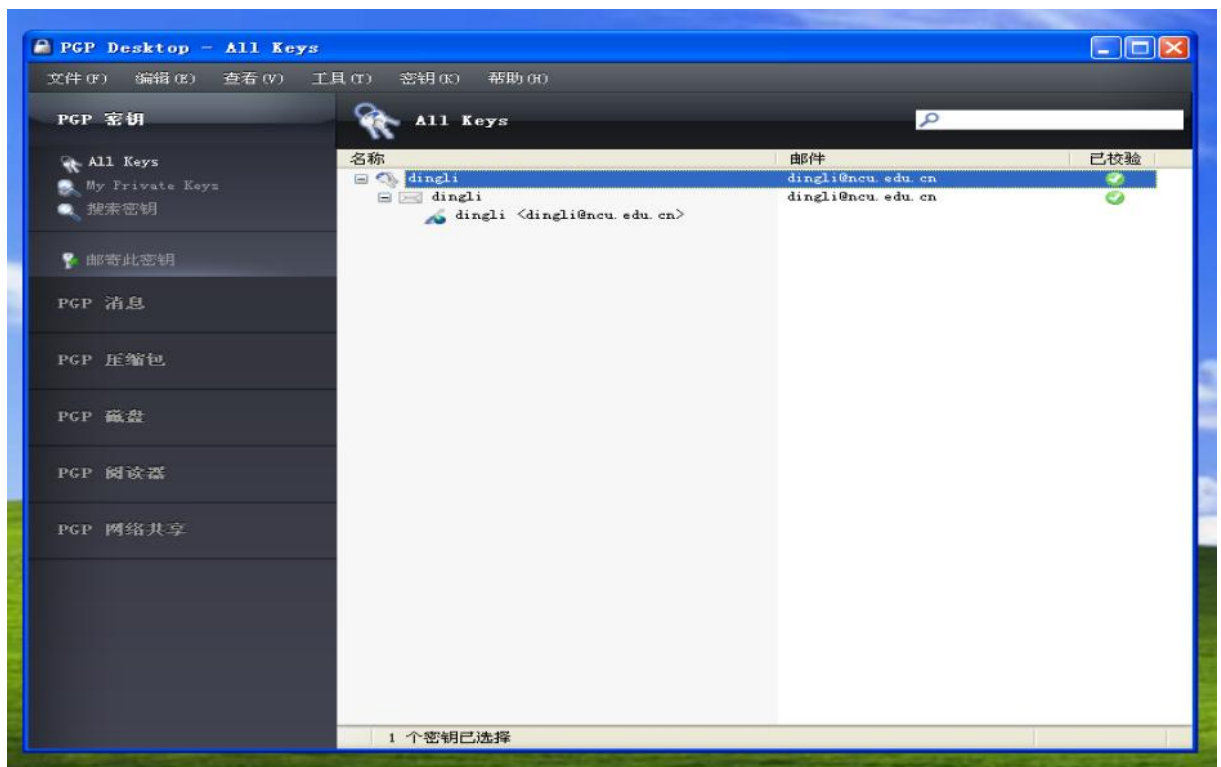 PGP Desktop - All Keys
文件(F) 编辑(E) 查看(V) 工具(T) 密钥(K) 帮助(H)
PGP 密钥
All Keys
All Keys
My Private Keys
搜索密钥
邮寄此密钥
PGP 消息
PGP 压缩包
PGP 磁盘
PGP 阅读器
PGP 网络共享
名称 邮件 已校验
dingli dingli@ncu.edu.cn
dingli dingli@ncu.edu.cn
dingli <dingli@ncu.edu.cn>
1 个密钥已选择